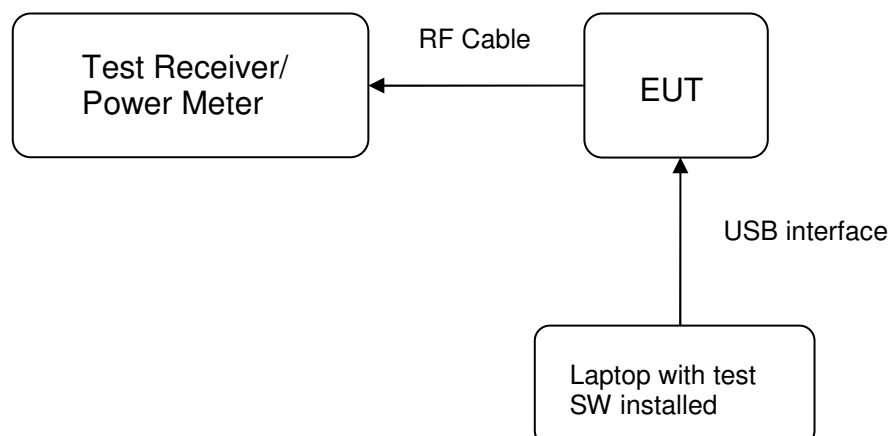 RF Cable
Test Receiver/
Power Meter
EUT
USB interface
Laptop with test
SW installed